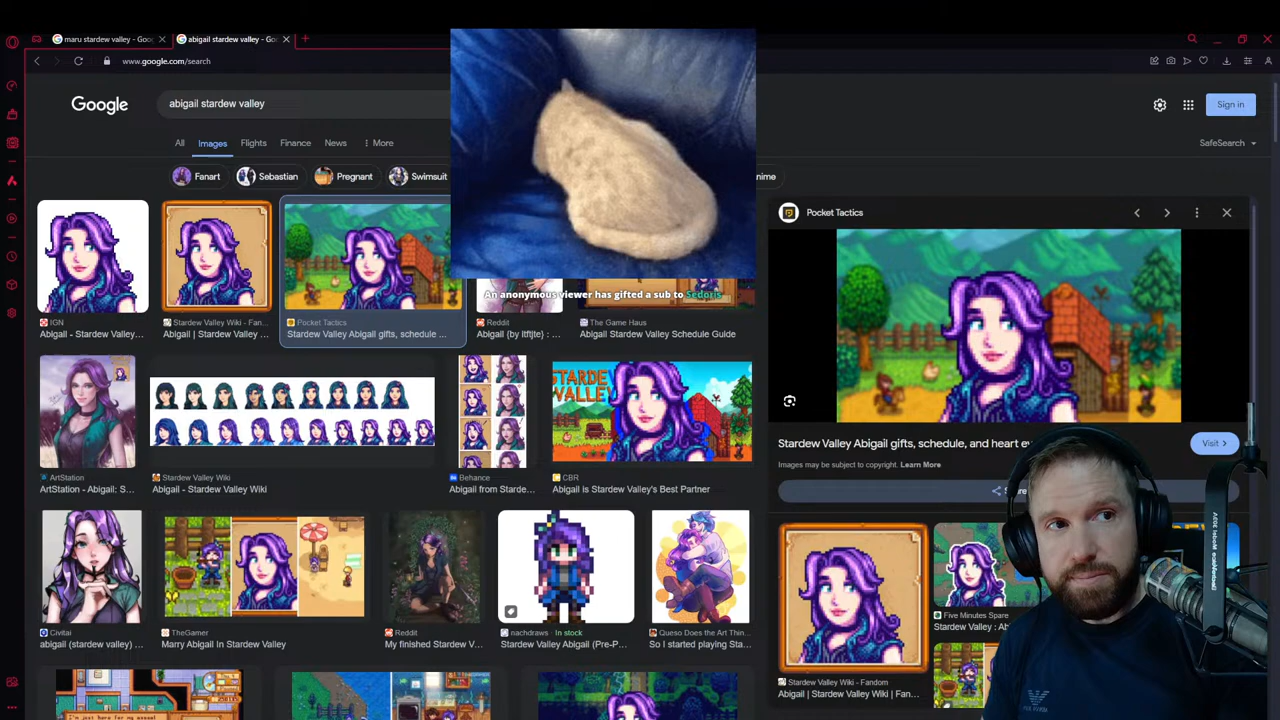 maru stardew valley - Goog
abigail stardew valley - Goo
www.google.com/search
Google
abigail stardew valley
Sign in
All
Images
Flights
Finance
News
More
SafeSearch
Fanart
Sebastian
Pregnant
Swimsuit
nime
Pocket Tactics
An anonymous viewer has gifted a sub to Sedoris
IGN
Abigail - Stardew Valley...
Stardew Valley Wiki - Fan...
Abigail | Stardew Valley ...
Pocket Tactics
Stardew Valley Abigail gifts, schedule ...
Reddit
The Game Haus
Abigail Stardew Valley Schedule Guide
Stardew Valley Abigail gifts, schedule, and heart ev
Visit
Images may be subject to copyright. Learn More
Share
ArtStation
ArtStation - Abigail: S...
Stardew Valley Wiki
Abigail - Stardew Valley Wiki
Behance
Abigail from Starde...
STARDE
VALLEY
CBR
Abigail is Stardew Valley's Best Partner
Civitai
abigail (stardew valley) ...
TheGamer
Marry Abigail In Stardew Valley
Reddit
My finished Stardew V...
nachdraws · In stock
Stardew Valley Abigail (Pre-P...
Queso Does the Art Thin...
So I started playing Sta...
Five Minutes Spare
Stardew Valley : Ab
Stardew Valley Wiki - Fandom
Abigail | Stardew Valley Wiki | Fan...